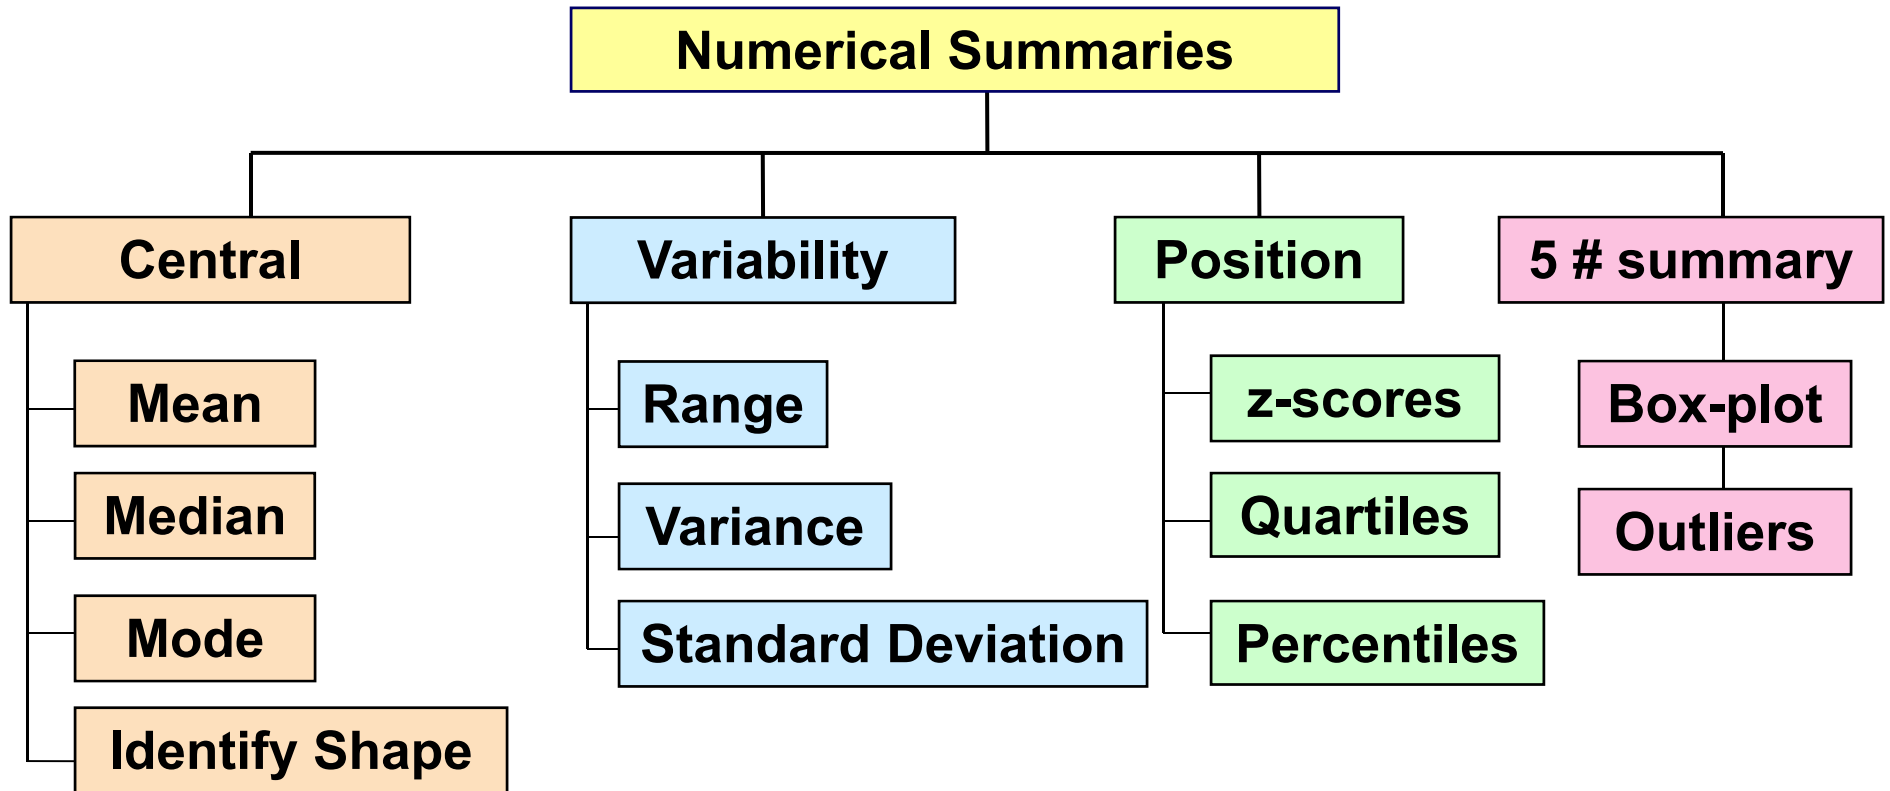 Numerical Summaries
Central
Mean
Median
Mode
Identify Shape
Variability
Range
Variance
Standard Deviation
Position
z-scores
Quartiles
Percentiles
5 # summary
Box-plot
Outliers